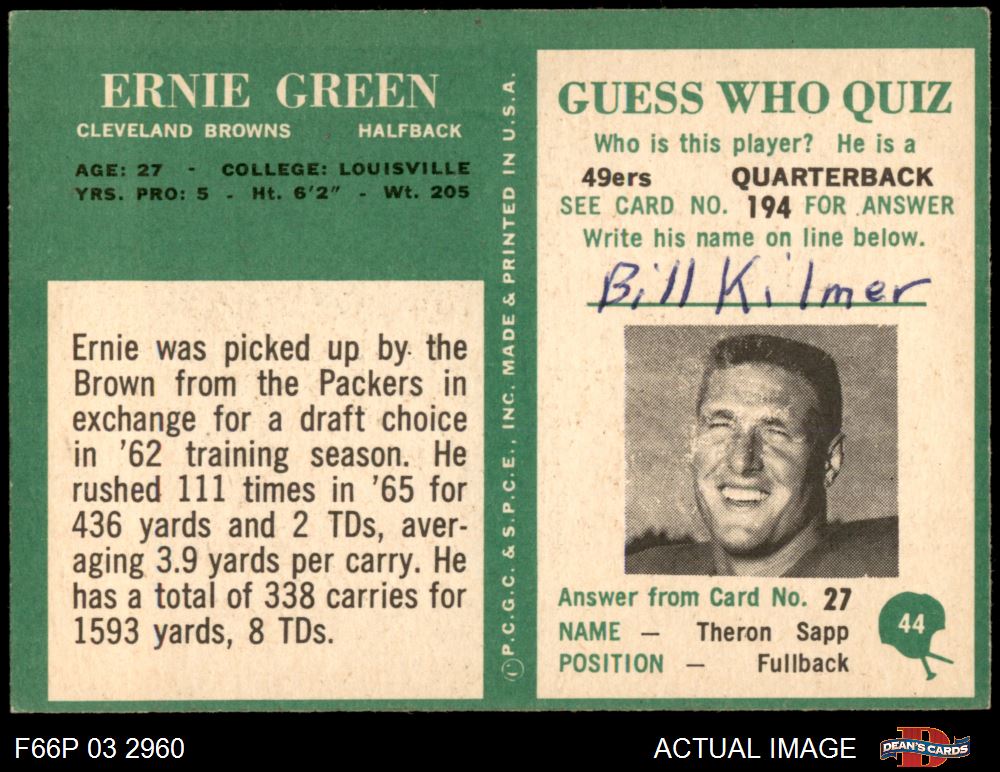 ERNIE GREEN
CLEVELAND BROWNS HALFBACK
AGE: 27 - COLLEGE: LOUISVILLE
YRS. PRO: 5 - Ht. 6'2" - Wt. 205
Ernie was picked up by the
Brown from the Packers in
exchange for a draft choice
in '62 training season. He
rushed 111 times in '65 for
436 yards and 2 TDs, aver-
aging 3.9 yards per carry. He
has a total of 338 carries for
1593 yards, 8 TDs.
© P.C.G.C. & S.P.C.E., INC. MADE & PRINTED IN U.S.A.
GUESS WHO QUIZ
Who is this player? He is a
49ers QUARTERBACK
SEE CARD NO. 194 FOR ANSWER
Write his name on line below.
Bill Kilmer
Answer from Card No. 27
NAME — Theron Sapp
POSITION — Fullback
44
F66P 03 2960
ACTUAL IMAGE
D
DEAN'S CARDS